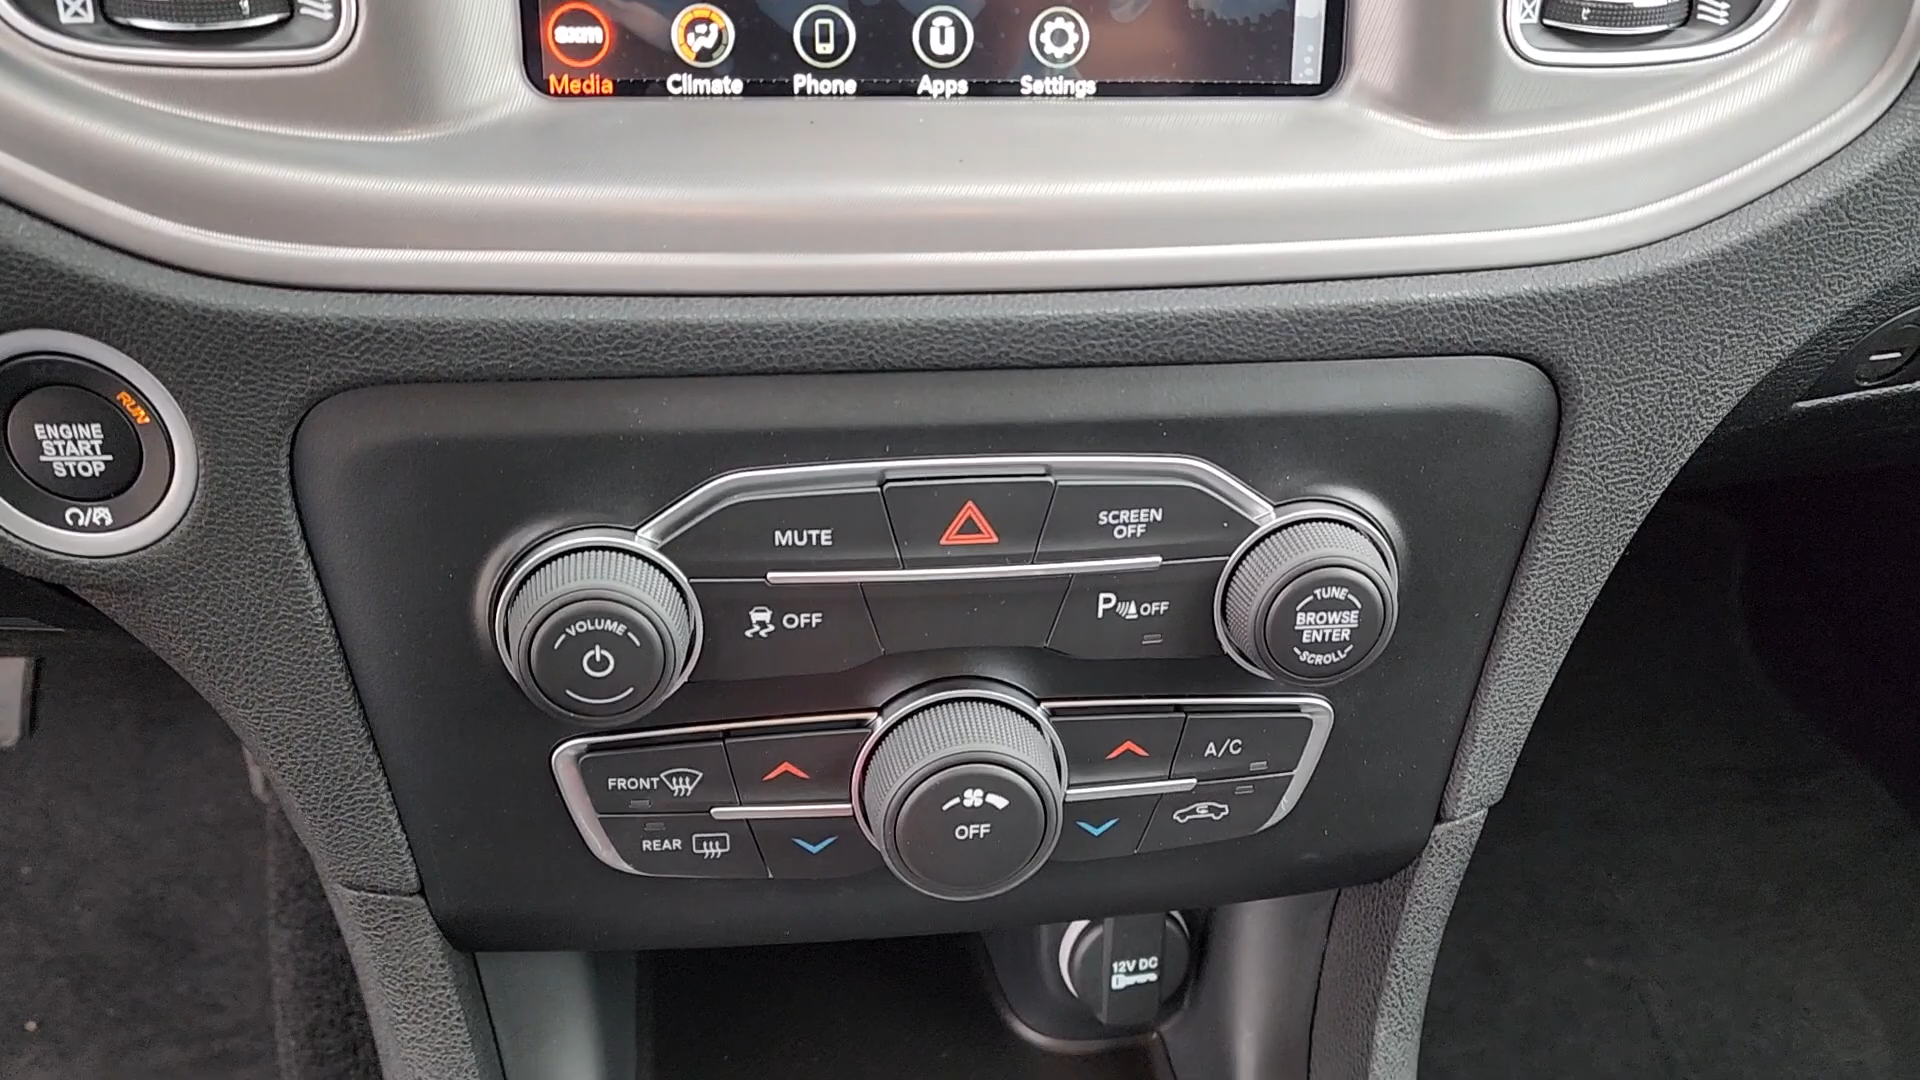 sxm
Media
Climate
Phone
Apps
Settings
RUN
ENGINE
START
STOP
MUTE
SCREEN
OFF
OFF
P OFF
VOLUME
TUNE
BROWSE
ENTER
SCROLL
FRONT
A/C
OFF
REAR
12V DC